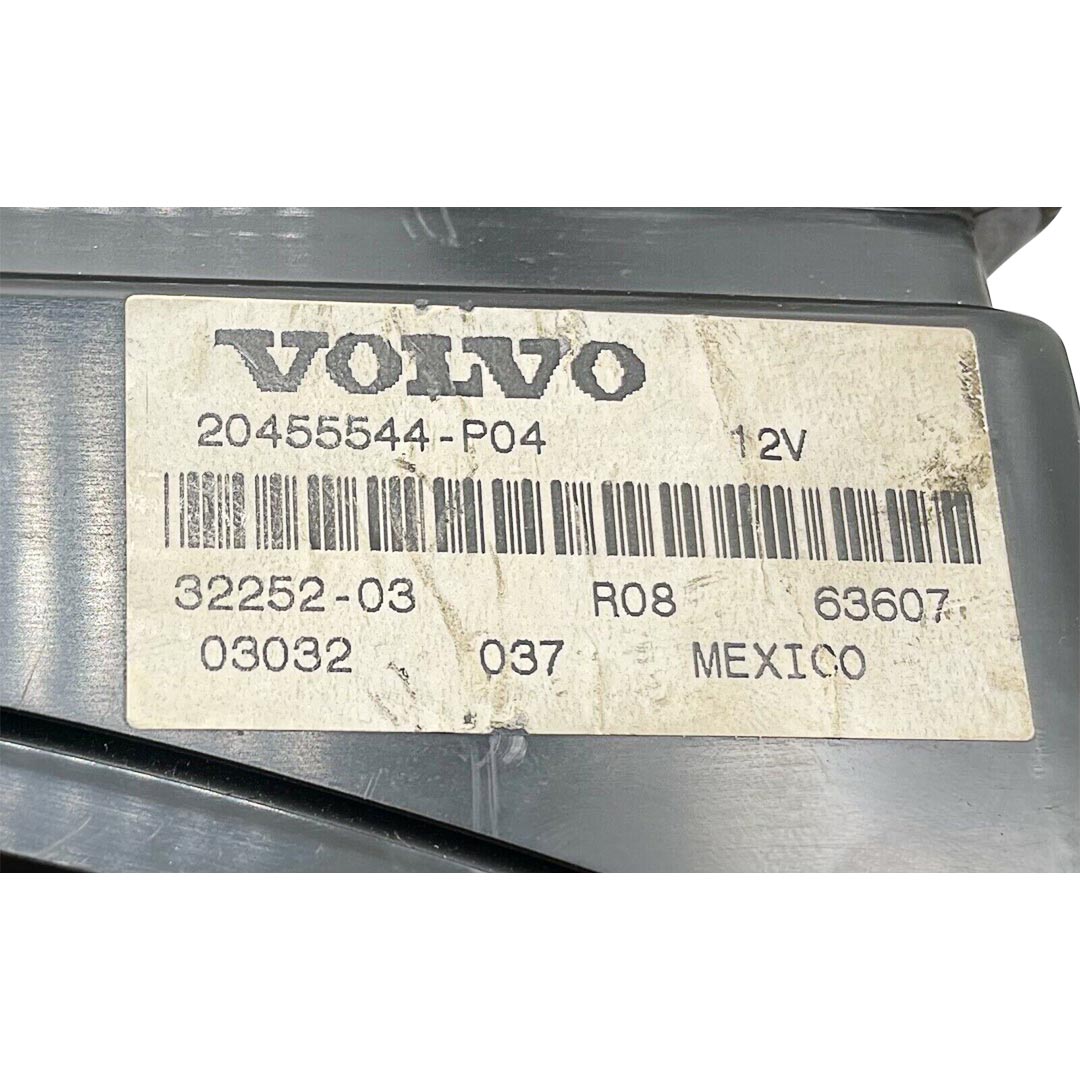 VOLVO
20455544-P04 12V
32252-03 R08 63607
03032 037 MEXICO